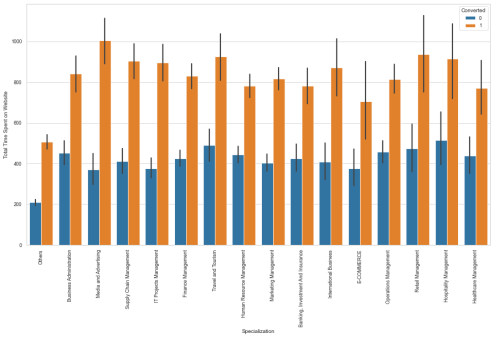 Converted
0
1
Total Time Spent on Website
1000
800
600
400
200
0
Others
Business Administration
Media and Advertising
Supply Chain Management
IT Projects Management
Finance Management
Travel and Tourism
Human Resource Management
Marketing Management
Banking, Investment And Insurance
International Business
E-COMMERCE
Operations Management
Retail Management
Hospitality Management
Healthcare Management
Specialization